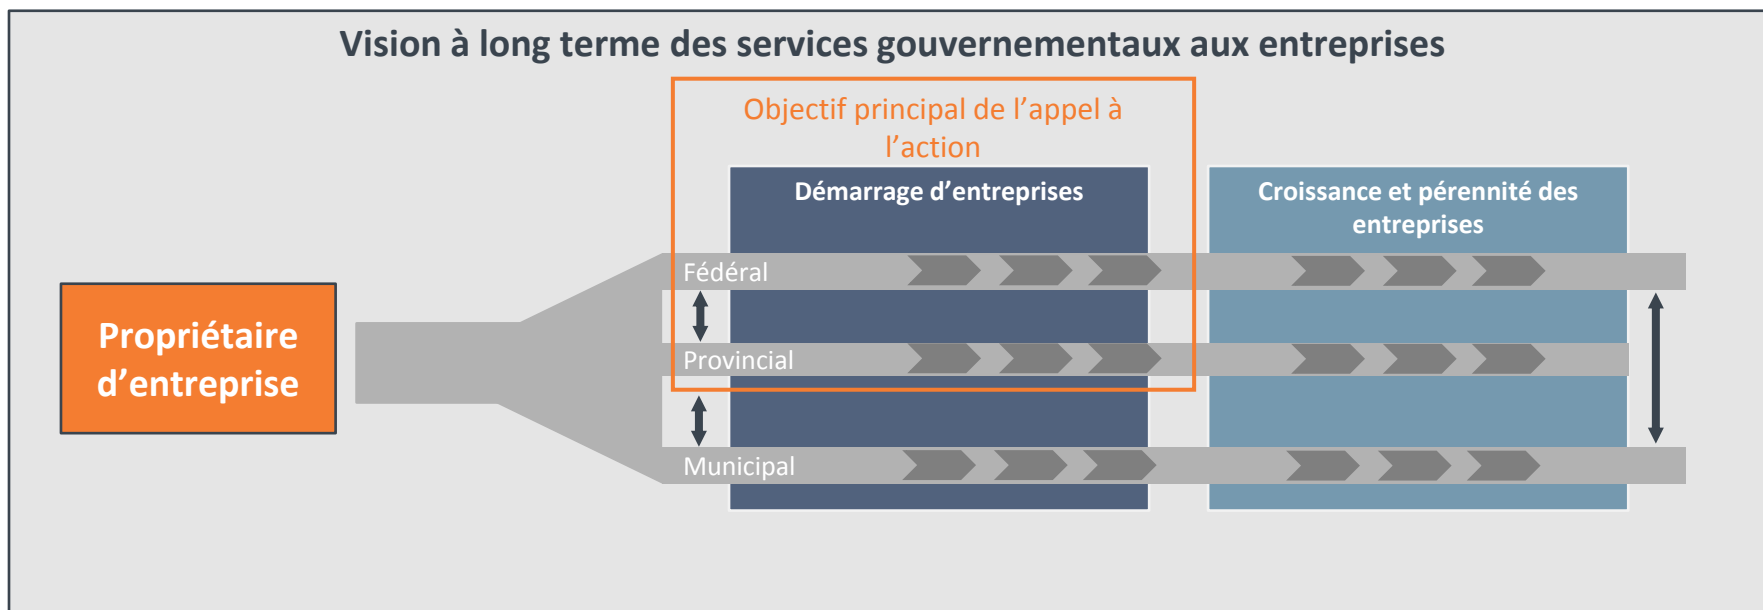 Vision à long terme des services gouvernementaux aux entreprises
Objectif principal de l’appel à
l’action
Démarrage d’entreprises
Croissance et pérennité des
entreprises
Propriétaire
d’entreprise
Fédéral
Provincial
Municipal